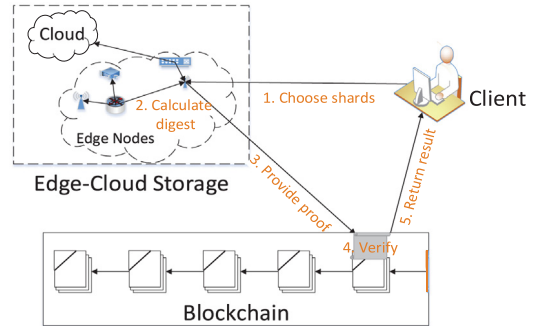 Cloud
1. Choose shards
2. Calculate
digest
Client
Edge Nodes
Edge-Cloud Storage
3. Provide proof
5. Return result
4. Verify
Blockchain